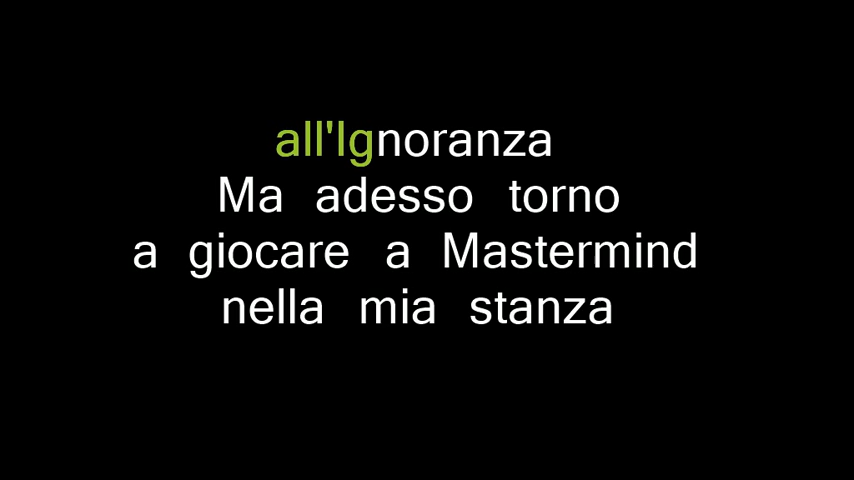 all'Ignoranza
Ma adesso torno
a giocare a Mastermind
nella mia stanza